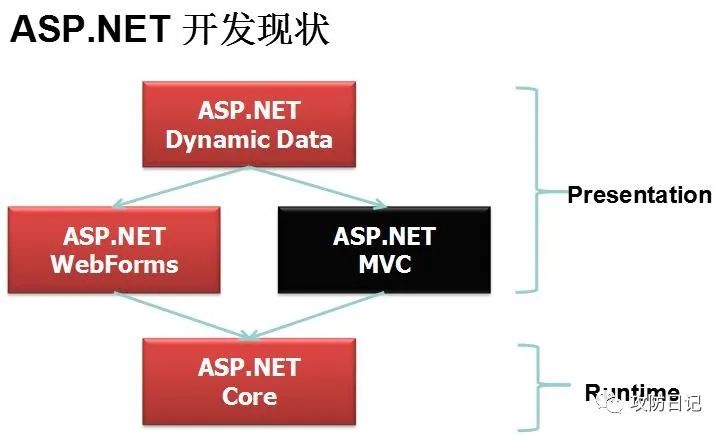 ASP.NET 开发现状
ASP.NET
Dynamic Data
Presentation
ASP.NET
WebForms
ASP.NET
MVC
ASP.NET
Core
Runtime
攻防日记